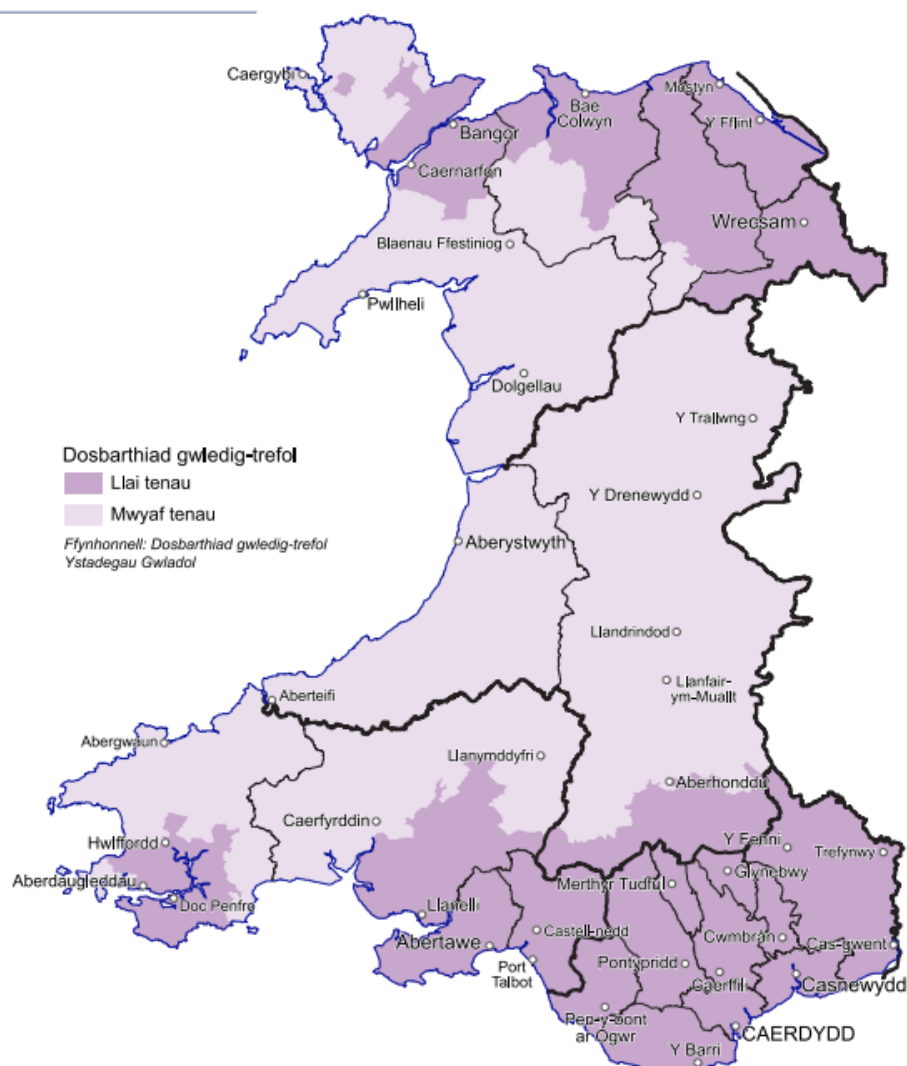 Caergybi
Bangor
Caernarfon
Bae
Colwyn
Mostyn
Y Fflint
Wrecsam
Blaenau Ffestiniog
Pwllheli
Dolgellau
Y Trallwng
Dosbarthiad gwledig-trefol
Llai tenau
Mwyaf tenau
Ffynhonnell: Dosbarthiad gwledig-trefol
Ystadegau Gwladol
Y Drenewydd
Aberystwyth
Llandrindod
Llanfair-
ym-Muallt
Aberteifi
Abergwaun
Llanymddyfri
Aberhonddu
Caerfyrddin
Hwlffordd
Y Fenni
Trefynwy
Aberdaugleddau
Doc Penfro
Merthyr Tudful
Glynebwy
Llanelli
Castell-nedd
Cwmbrân
Cas-gwent
Abertawe
Port
Talbot
Pontypridd
Caerffili
Casnewydd
Pen-y-bont
ar Ogwr
CAERDYDD
Y Barri